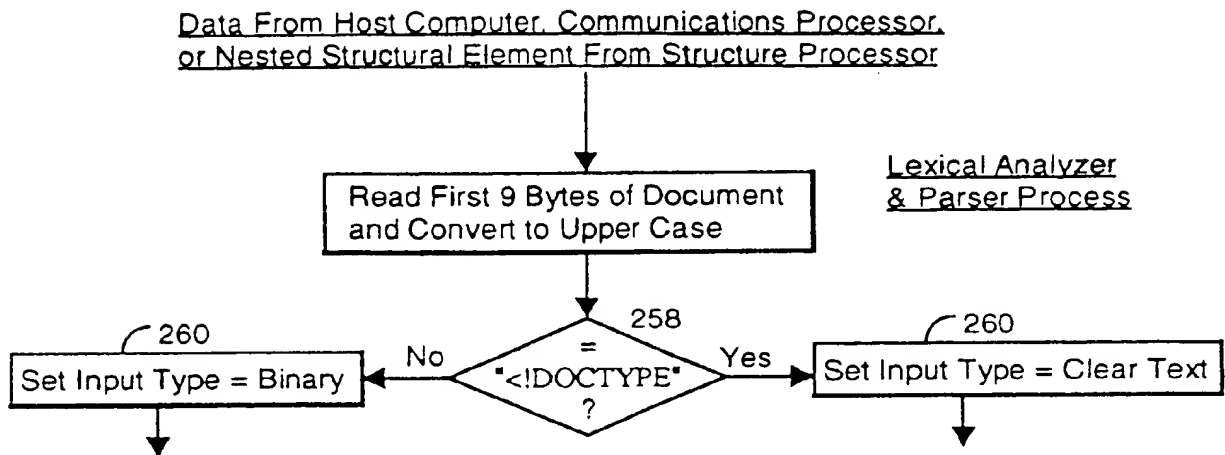 Data From Host Computer, Communications Processor,
or Nested Structural Element From Structure Processor
Lexical Analyzer
& Parser Process
Read First 9 Bytes of Document
and Convert to Upper Case
258
260
260
No
Yes
=
"<!DOCTYPE"
?
Set Input Type = Binary
Set Input Type = Clear Text